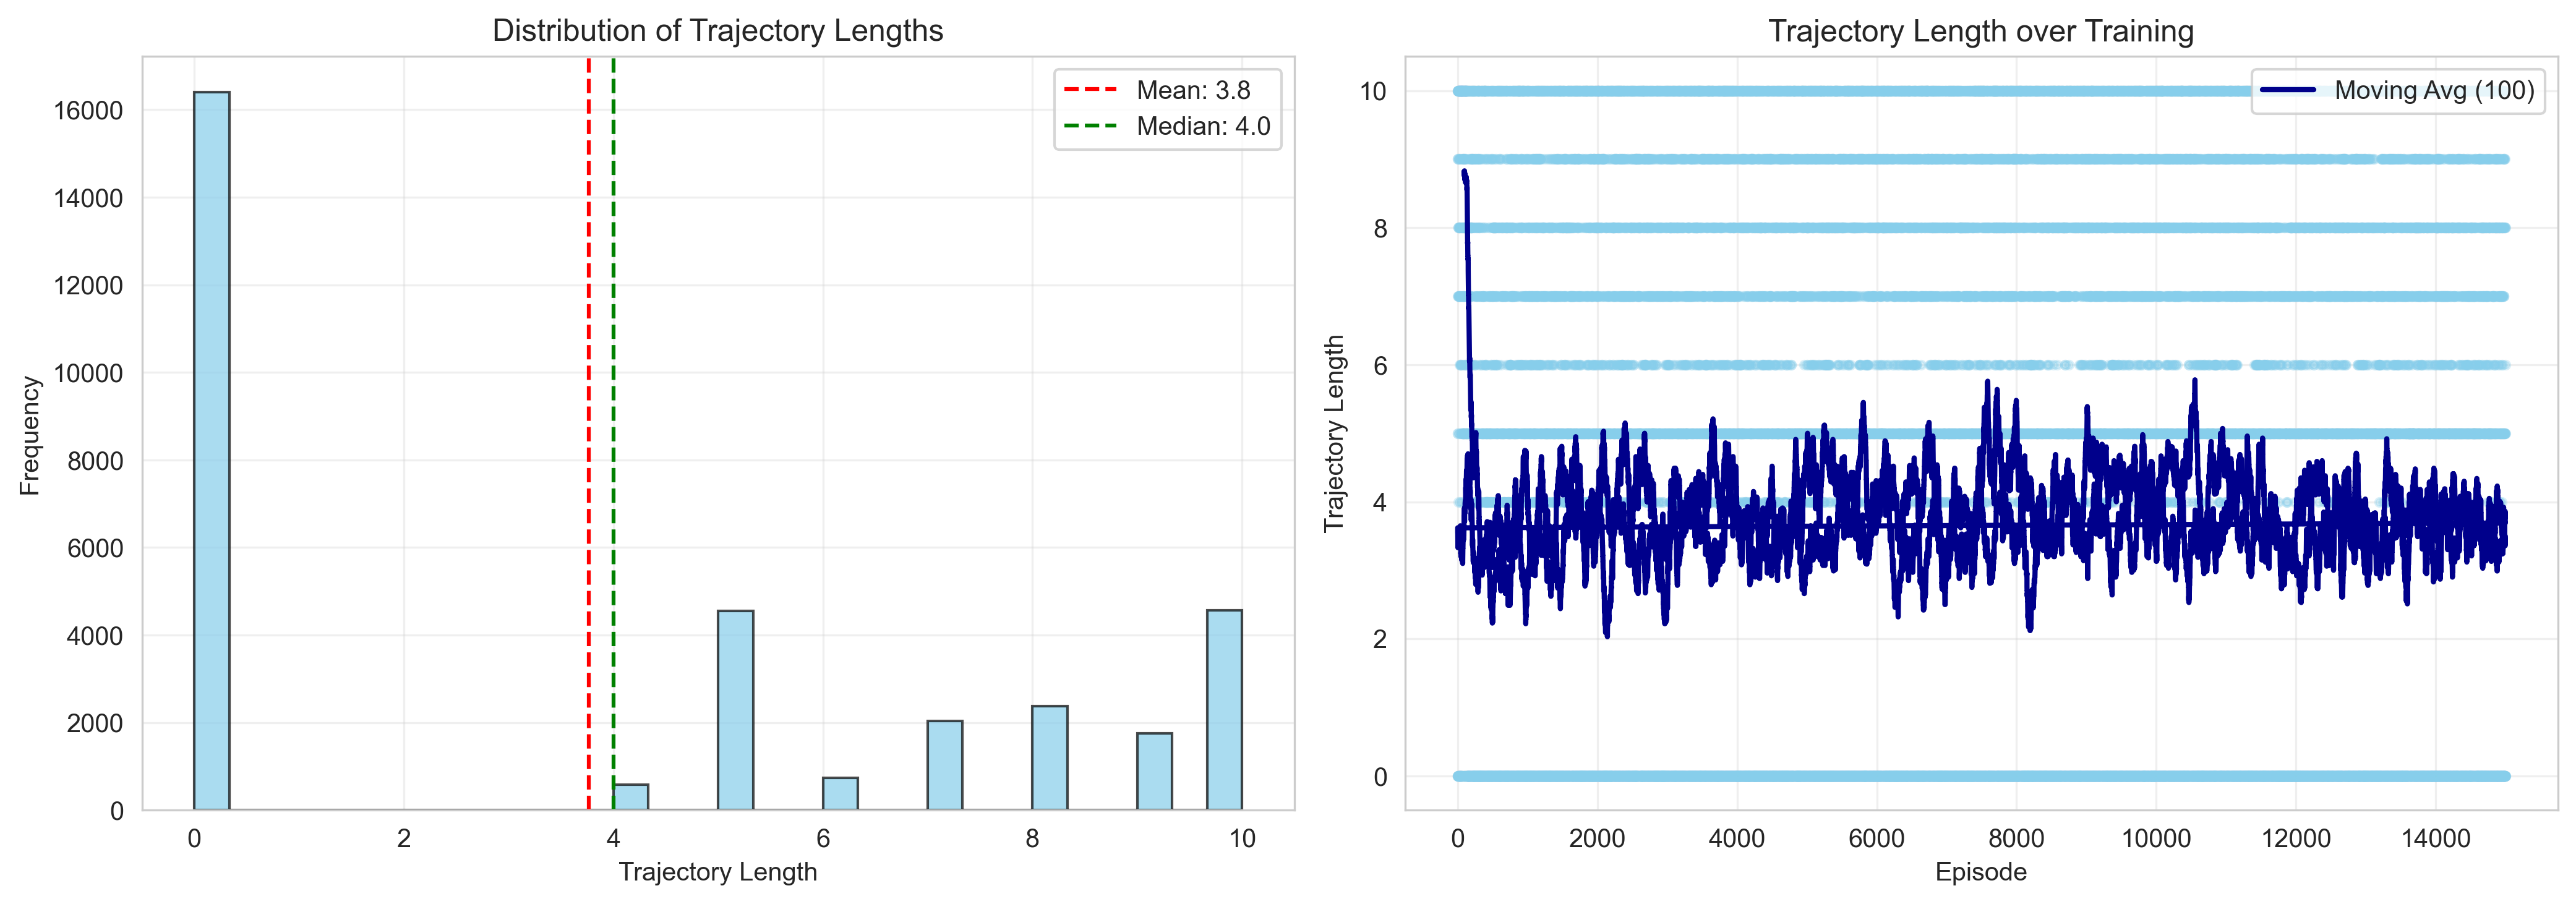 Distribution of Trajectory Lengths
Frequency
16000
14000
12000
10000
8000
6000
4000
2000
0
Mean: 3.8
Median: 4.0
0 2 4 6 8 10
Trajectory Length
Trajectory Length over Training
Trajectory Length
10
8
6
4
2
0
Moving Avg (100)
0 2000 4000 6000 8000 10000 12000 14000
Episode